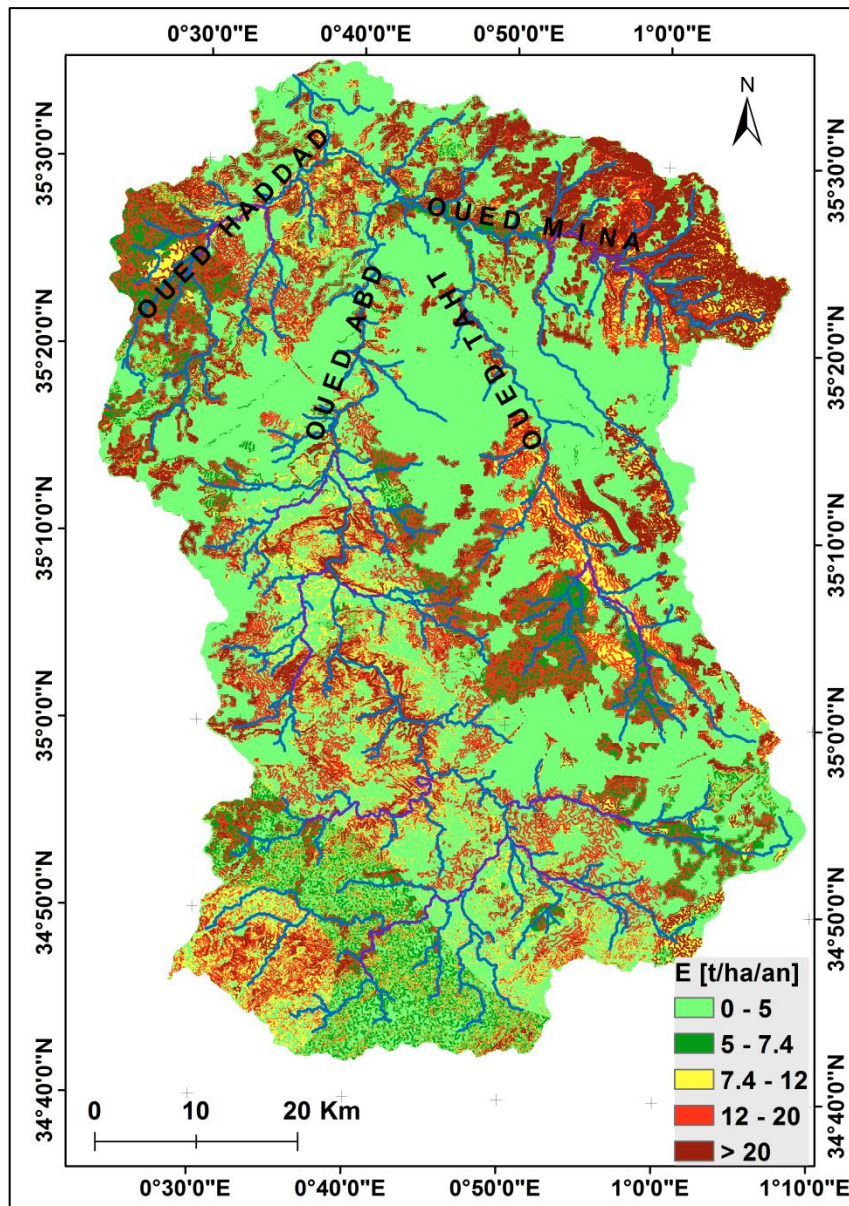 0°30'0"E 0°40'0"E 0°50'0"E 1°0'0"E
N
35°30'0"N
35°30'0"N
OUED HADDAD
OUED MINA
OUED ABD
OUED TAHT
35°20'0"N
35°20'0"N
35°10'0"N
35°10'0"N
35°0'0"N
35°0'0"N
34°50'0"N
34°50'0"N
E [t/ha/an]
0 - 5
5 - 7.4
7.4 - 12
12 - 20
> 20
34°40'0"N
34°40'0"N
0 10 20 Km
0°30'0"E 0°40'0"E 0°50'0"E 1°0'0"E 1°10'0"E